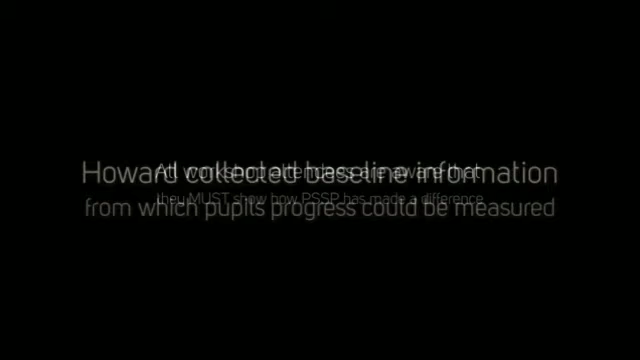 All workshop attendees are aware that
Howard collected baseline information
they MUST show how PSSP has made a difference
from which pupils progress could be measured